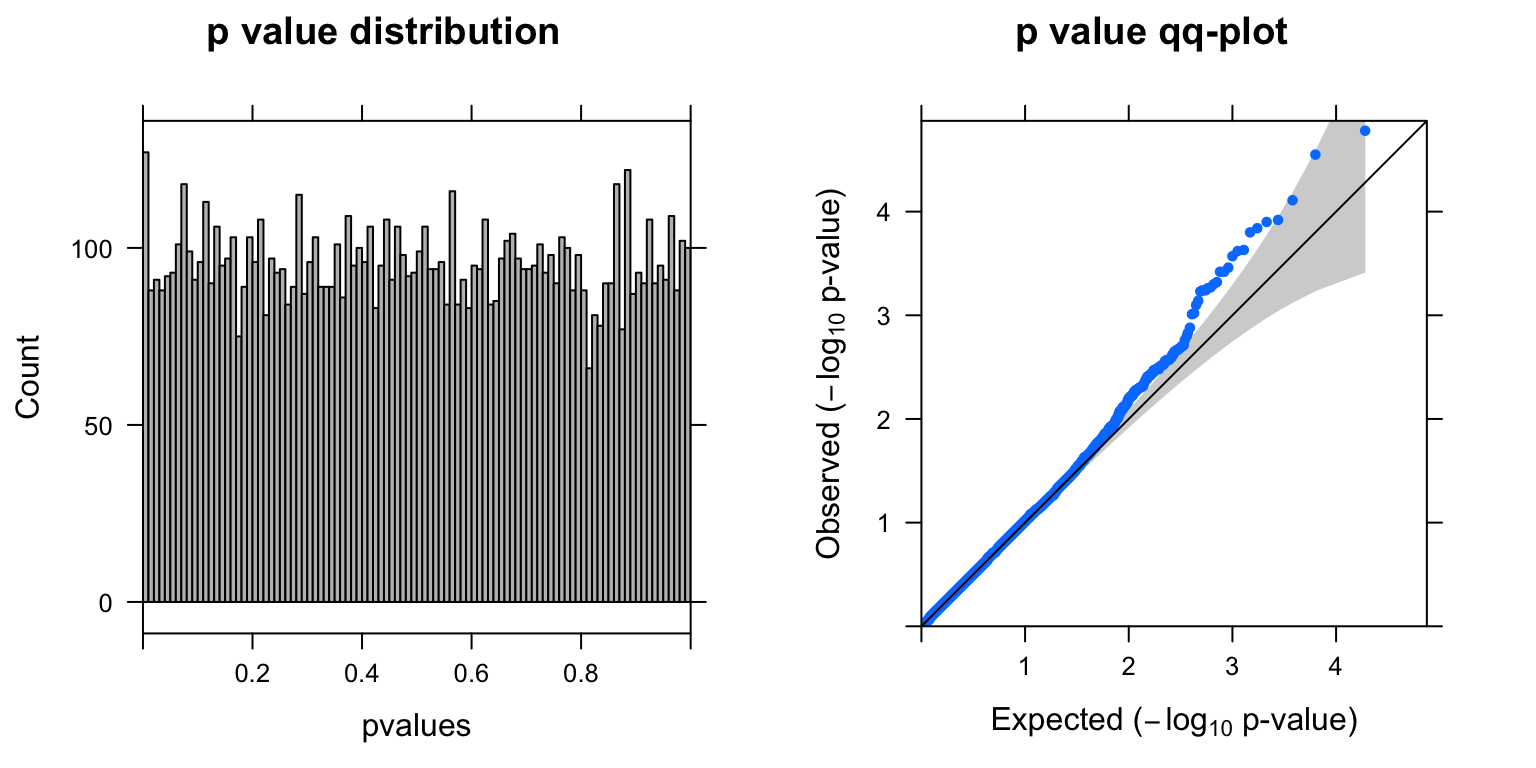 p value distribution
Count
100
50
0
0.2 0.4 0.6 0.8
pvalues
p value qq-plot
Observed (−log10 p-value)
4
3
2
1
1 2 3 4
Expected (−log10 p-value)